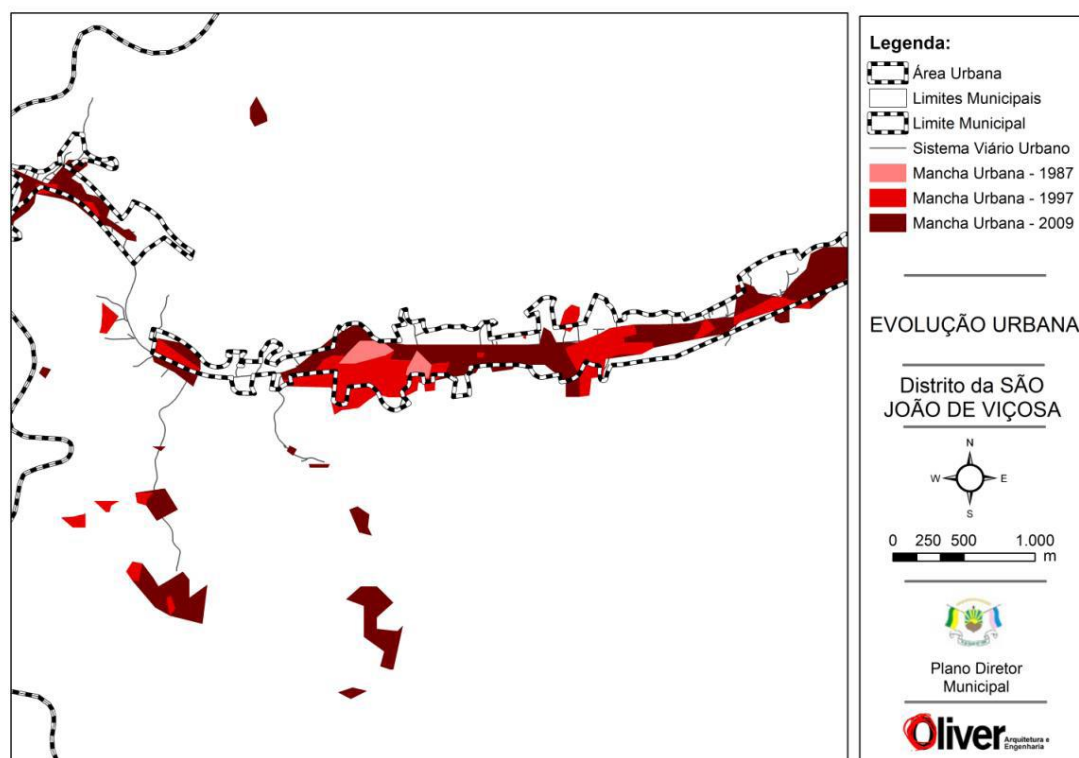 Legenda:
Área Urbana
Limites Municipais
Limite Municipal
Sistema Viário Urbano
Mancha Urbana - 1987
Mancha Urbana - 1997
Mancha Urbana - 2009
EVOLUÇÃO URBANA
Distrito da SÃO
JOÃO DE VIÇOSA
N
W E
S
0 250 500 1.000
m
Plano Diretor
Municipal
Oliver Arquitetura e
Engenharia